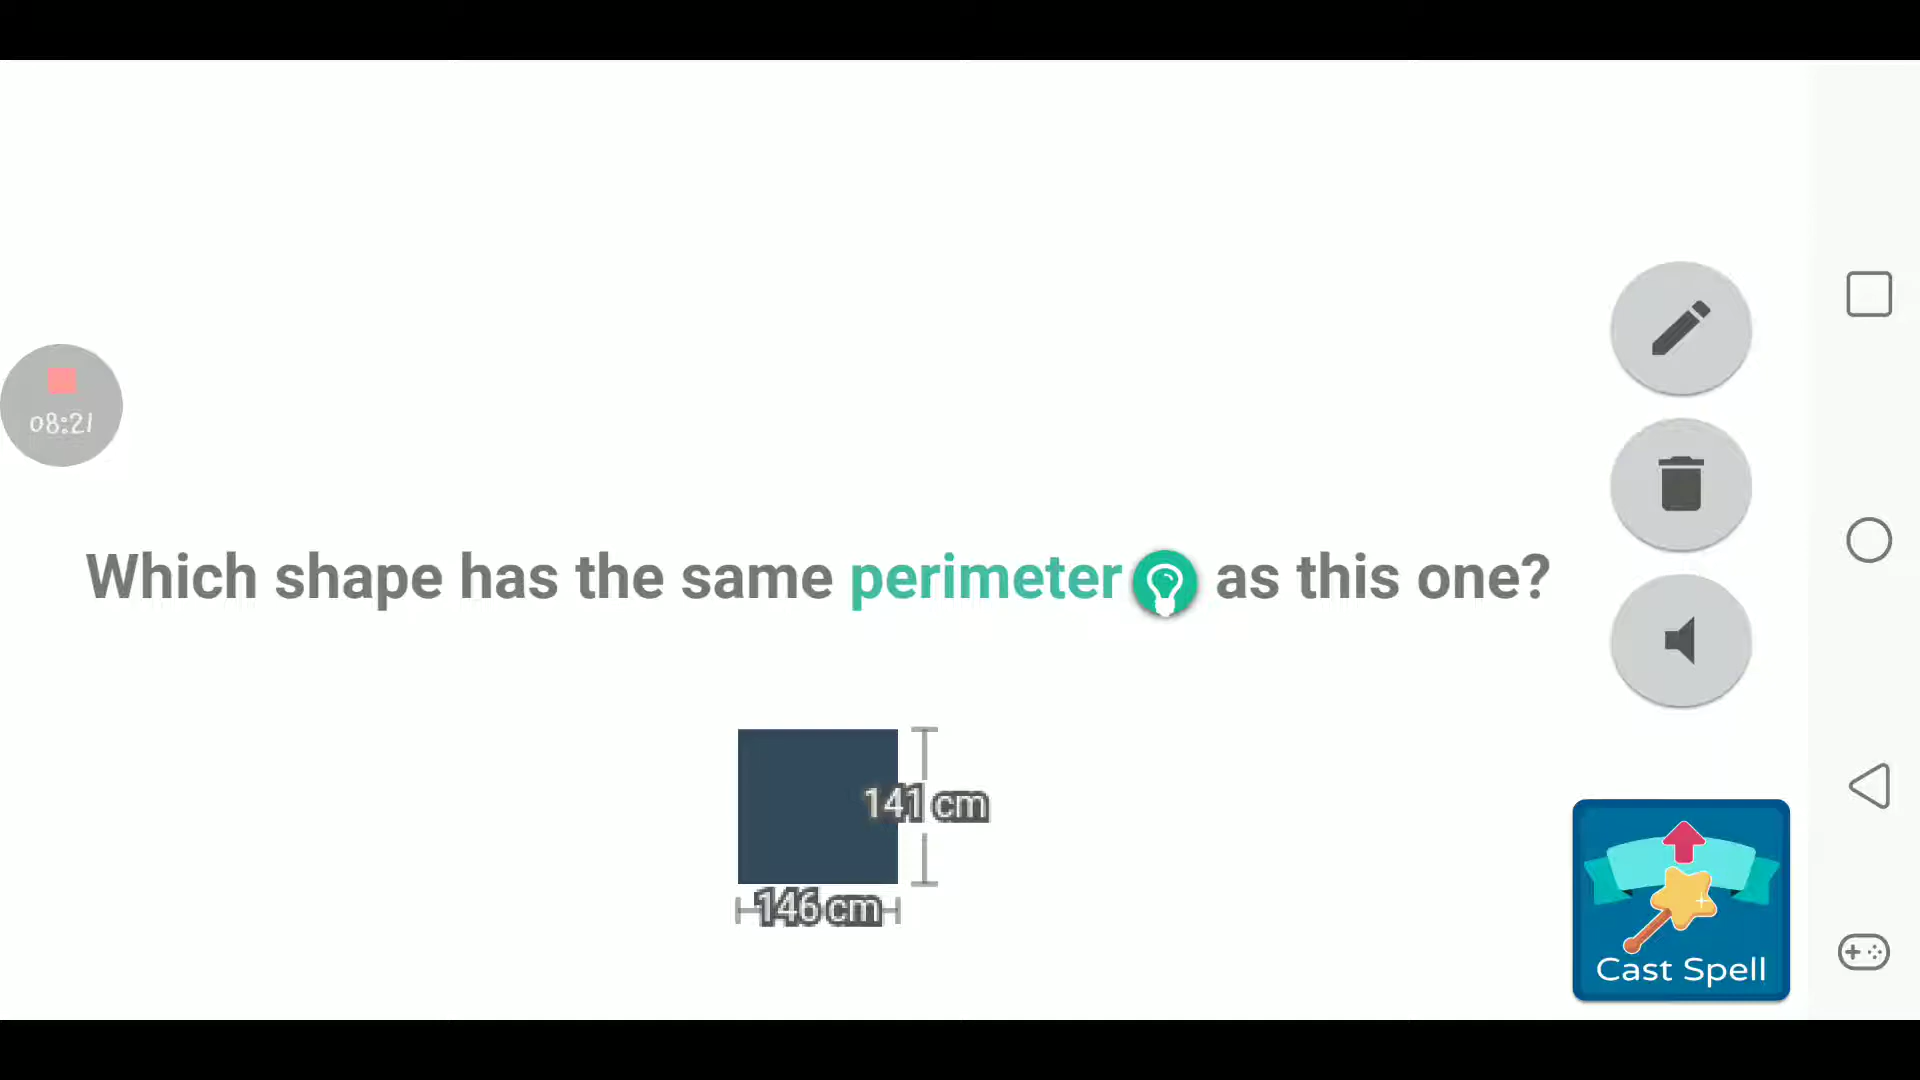 08:21
Which shape has the same perimeter as this one?
141 cm
146 cm
Cast Spell